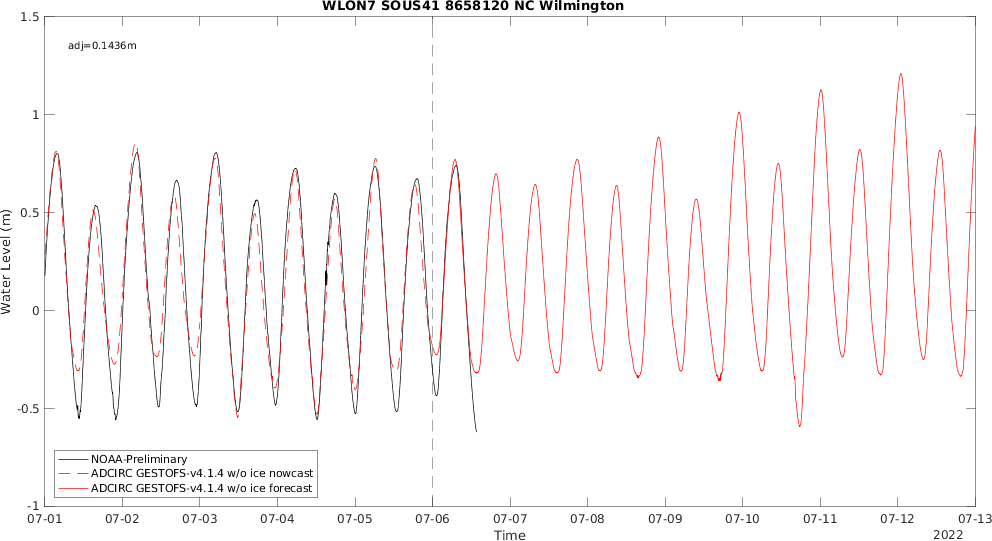 WLON7 SOUS41 8658120 NC Wilmington
1.5
adj=0.1436m
1
0.5
Water Level (m)
0
-0.5
NOAA-Preliminary
ADCIRC GESTOFS-v4.1.4 w/o ice nowcast
ADCIRC GESTOFS-v4.1.4 w/o ice forecast
-1
07-01 07-02 07-03 07-04 07-05 07-06 07-07 07-08 07-09 07-10 07-11 07-12 07-13
Time
2022